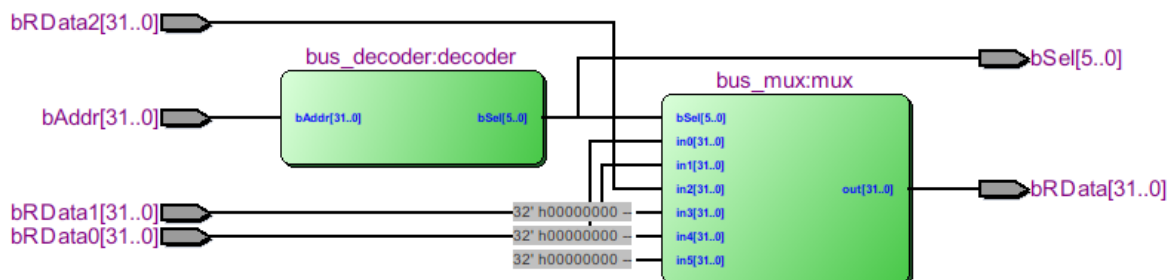 bRData2[31..0]
bus_decoder:decoder
bSel[5..0]
bus_mux:mux
bAddr[31..0]
bAddr[31..0]
bSel[5..0]
bSel[5..0]
in0[31..0]
in1[31..0]
in2[31..0]
out[31..0]
bRData[31..0]
bRData1[31..0]
32' h00000000 --
in3[31..0]
bRData0[31..0]
32' h00000000 --
in4[31..0]
32' h00000000 --
in5[31..0]